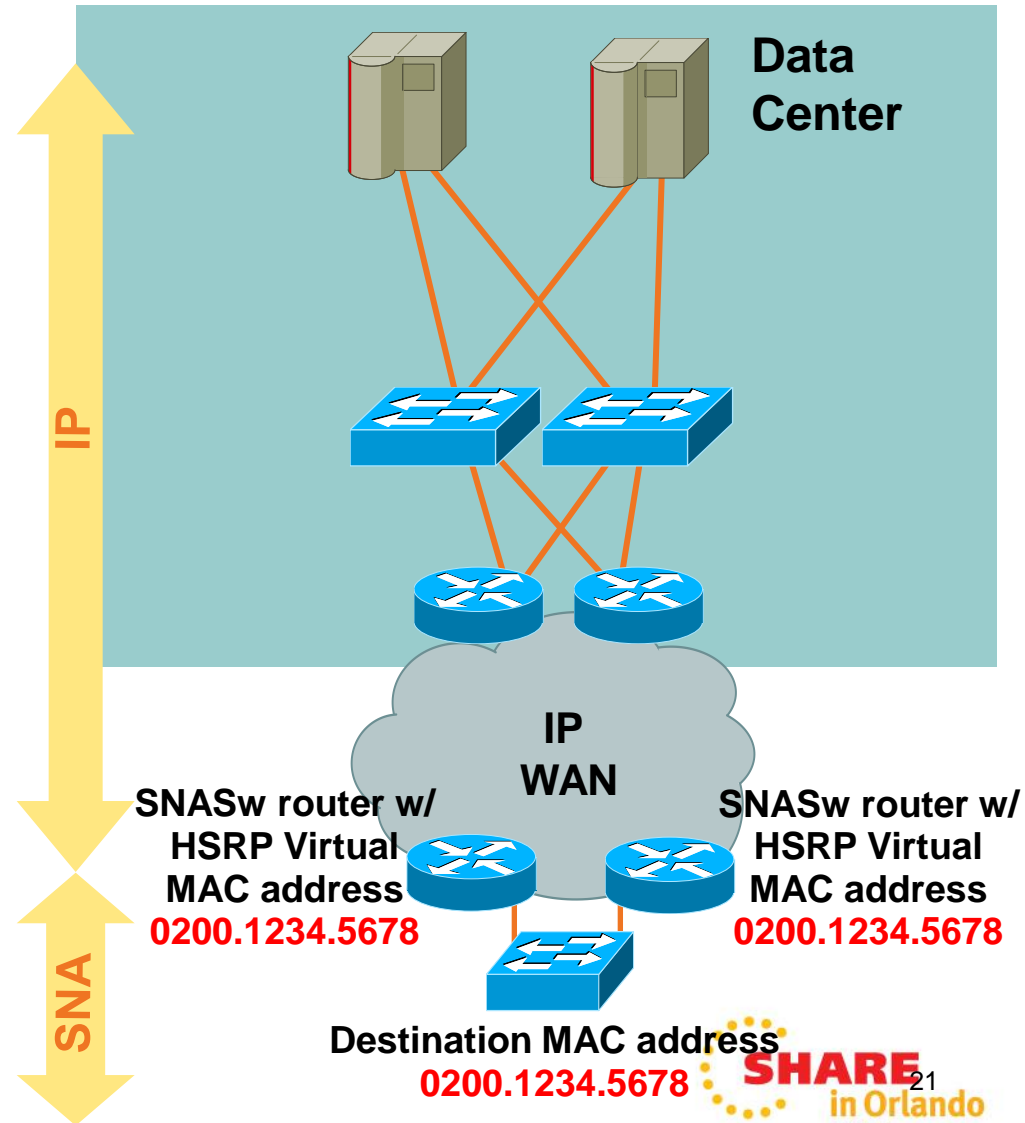 Data
Center
IP
IP
WAN
SNASw router w/
HSRP Virtual
MAC address
0200.1234.5678
SNASw router w/
HSRP Virtual
MAC address
0200.1234.5678
SNA
Destination MAC address
0200.1234.5678
SHARE
in Orlando
21